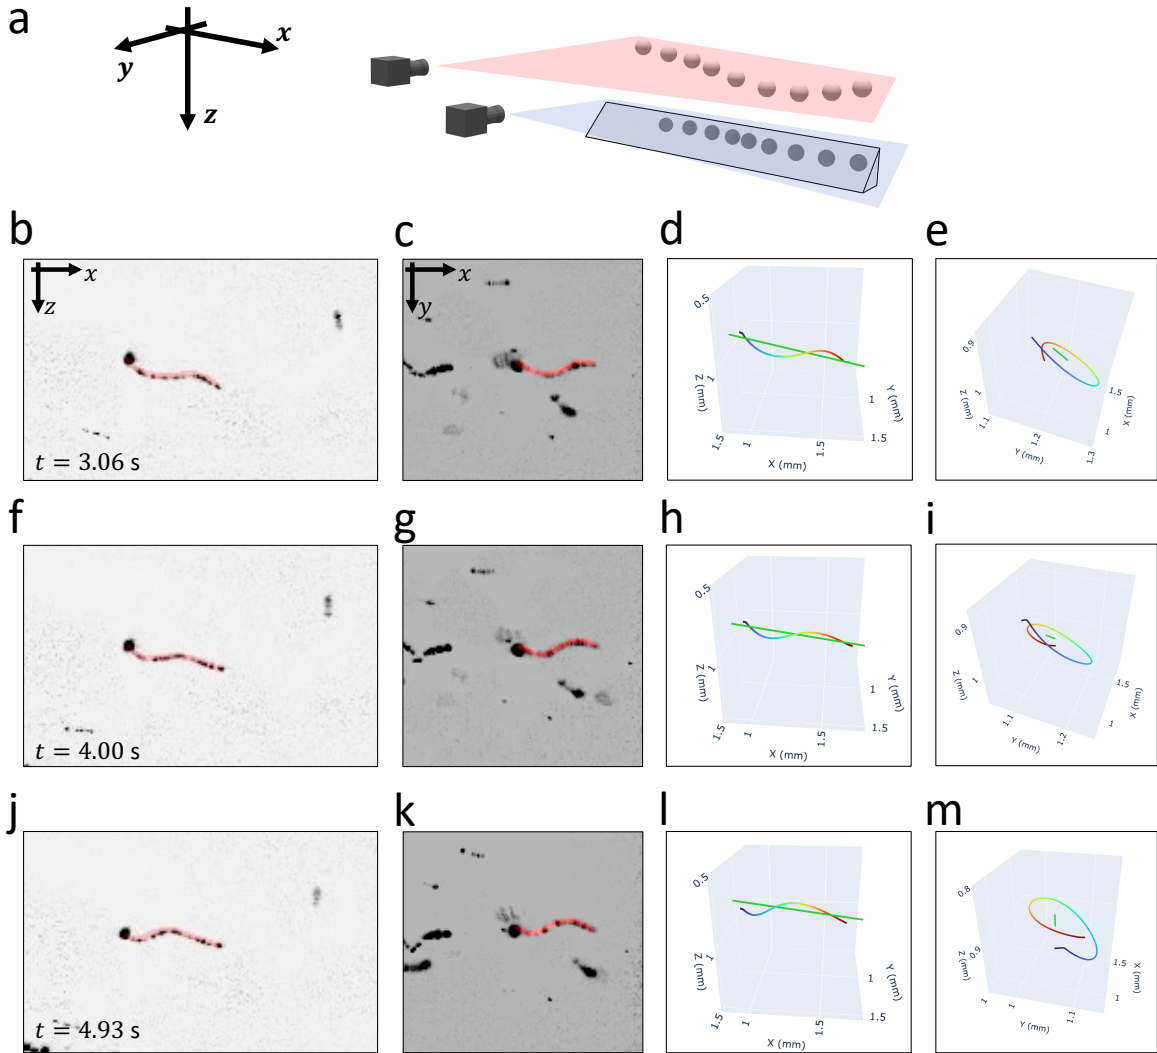 a
x
y
z
b
c
d
e
x
z
t = 3.06 s
x
y
0.5
1
1.5
Z (mm)
1
1.5
X (mm)
1
1.5
Y (mm)
0.9
1
1.1
Z (mm)
1.2
1.3
Y (mm)
1.5
1
X (mm)
f
g
h
i
t = 4.00 s
0.5
1
1.5
Z (mm)
1
1.5
X (mm)
1
1.5
Y (mm)
0.9
1
Z (mm)
1.1
1.2
Y (mm)
1.5
1
X (mm)
j
k
l
m
t = 4.93 s
0.5
1
1.5
Z (mm)
1
1.5
X (mm)
1
1.5
Y (mm)
0.8
0.9
Z (mm)
1
1
1.1
Y (mm)
1.5
1
X (mm)